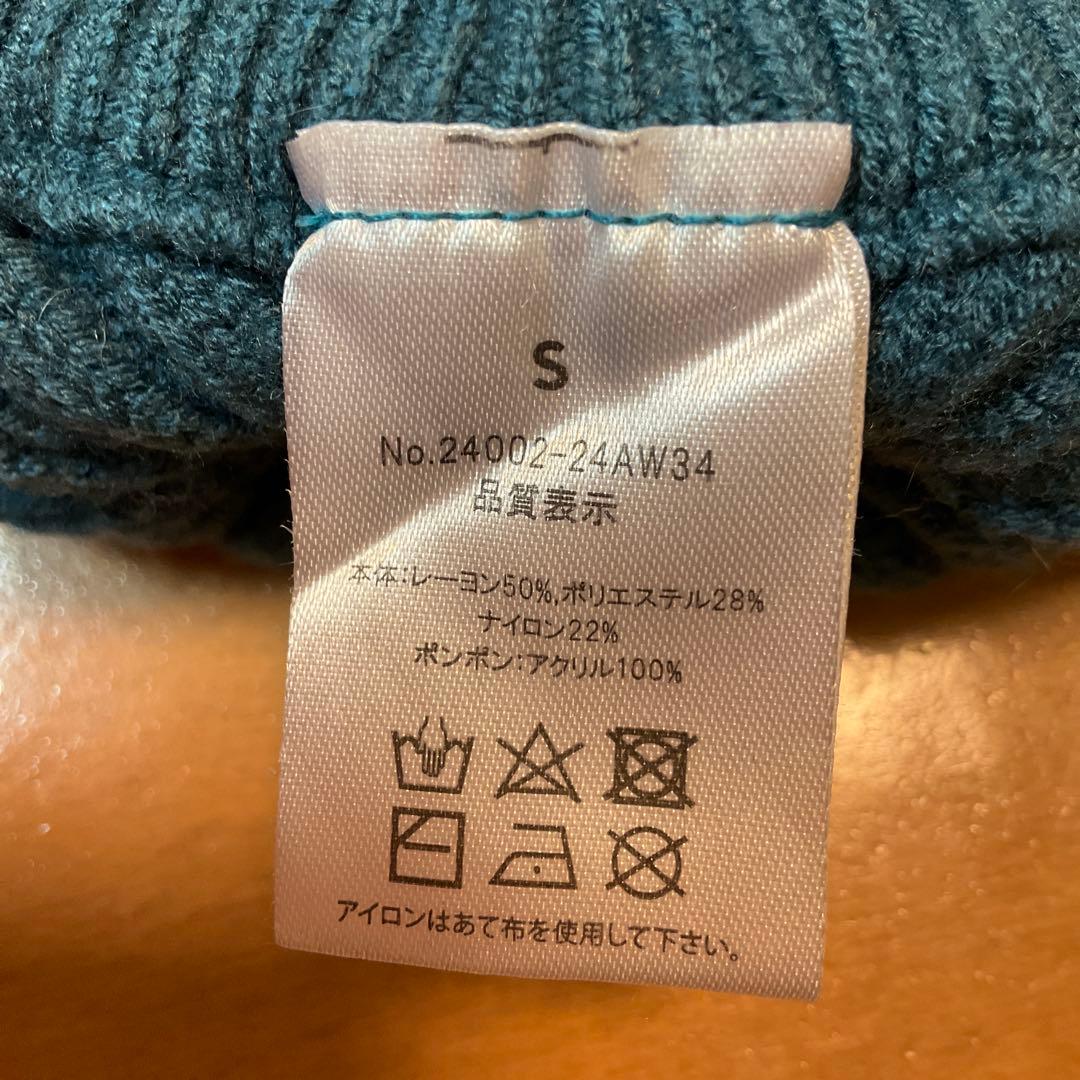 S
No.24002-24AW34
品質表示
本体:レーヨン50%,ポリエステル28%
ナイロン22%
ポンポン:アクリル100%
アイロンはあて布を使用して下さい。